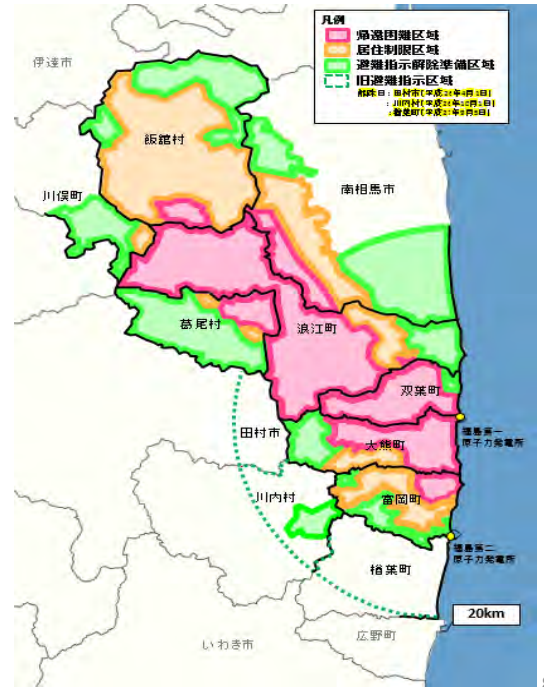 凡例
帰還困難区域
居住制限区域
避難指示解除準備区域
旧避難指示区域
解除日：田村市[平成26年4月1日]
：川内村[平成26年10月1日]
：楢葉町[平成27年9月5日]
伊達市
飯舘村
南相馬市
川俣町
葛尾村
浪江町
双葉町
福島第一
原子力発電所
田村市
大熊町
川内村
富岡町
福島第二
原子力発電所
楢葉町
20km
いわき市
広野町